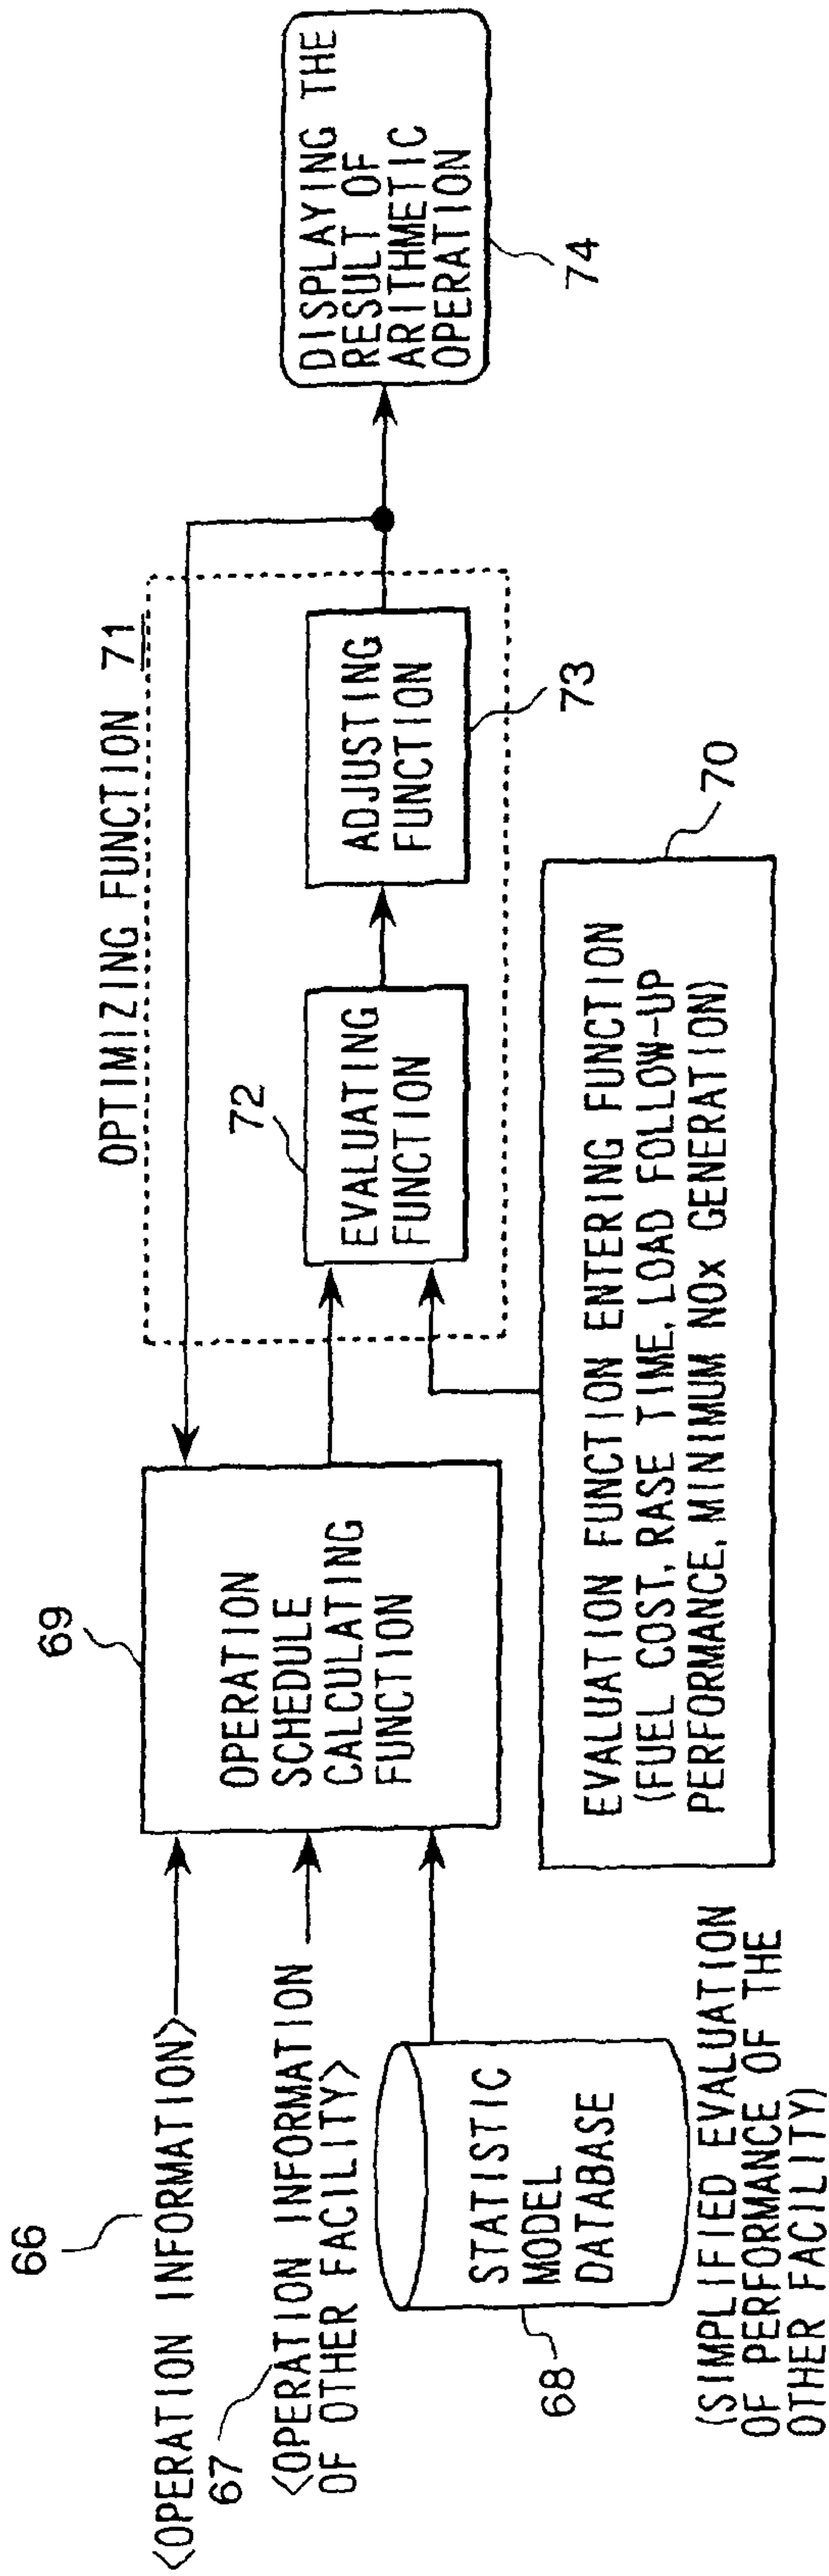 66
<OPERATION INFORMATION>
67
<OPERATION INFORMATION
OF OTHER FACILITY>
STATISTIC
MODEL
DATABASE
68
(SIMPLIFIED EVALUATION
OF PERFORMANCE OF THE
OTHER FACILITY)
69
OPERATION
SCHEDULE
CALCULATING
FUNCTION
OPTIMIZING FUNCTION 71
72
EVALUATING
FUNCTION
ADJUSTING
FUNCTION
73
70
EVALUATION FUNCTION ENTERING FUNCTION
(FUEL COST, RASE TIME, LOAD FOLLOW-UP
PERFORMANCE, MINIMUM NOx GENERATION)
DISPLAYING THE
RESULT OF
ARITHMETIC
OPERATION
74